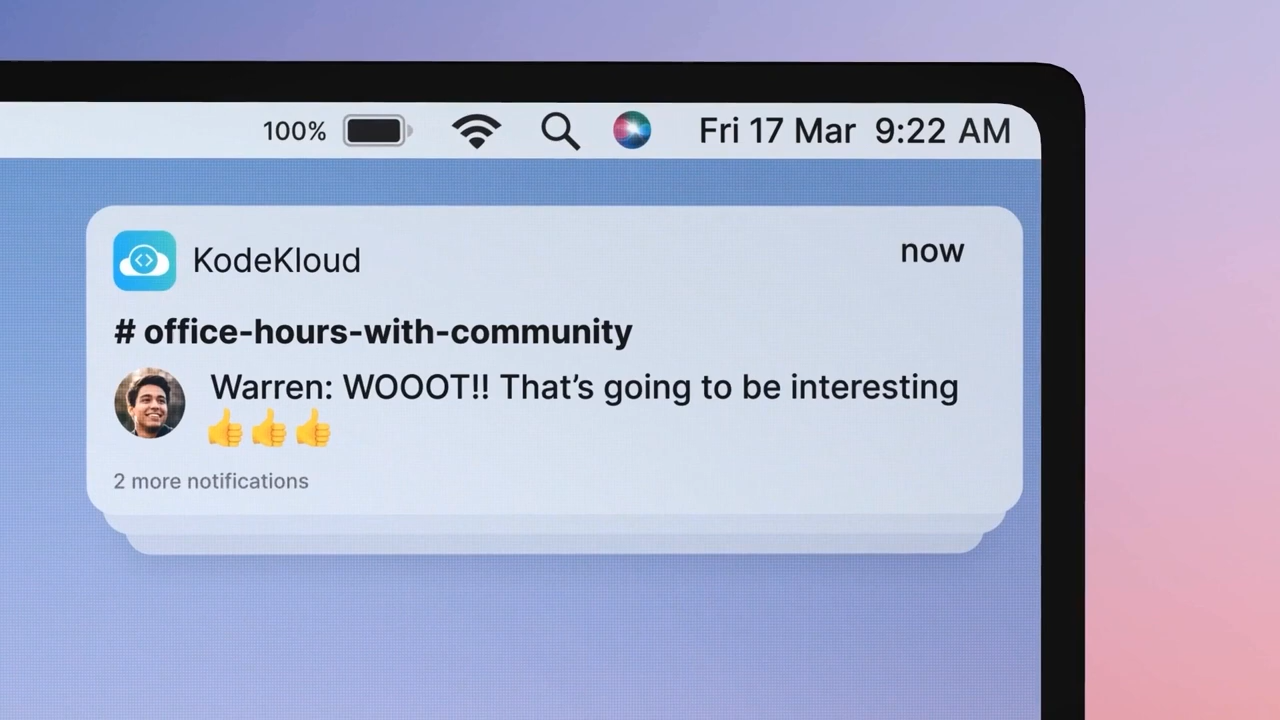 100%
Fri 17 Mar 9:22 AM
KodeKloud
now
# office-hours-with-community
Warren: WOOOT!! That’s going to be interesting
👍👍👍
2 more notifications